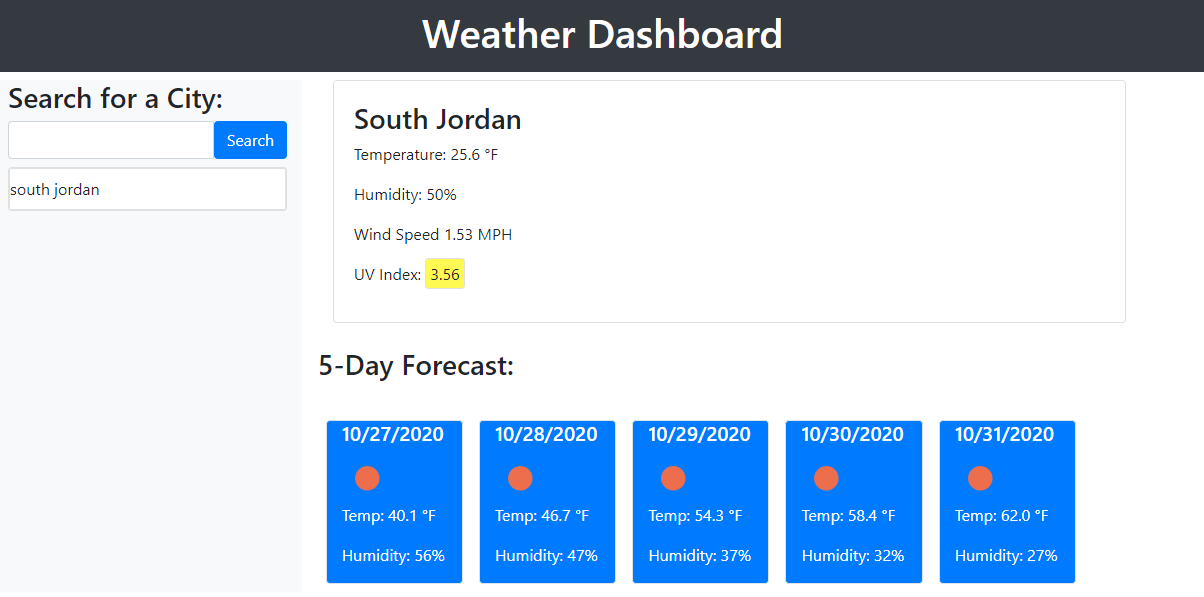 Weather Dashboard
Search for a City:
Search
south jordan
South Jordan
Temperature: 25.6 °F
Humidity: 50%
Wind Speed 1.53 MPH
UV Index: 3.56
5-Day Forecast:
10/27/2020
Temp: 40.1 °F
Humidity: 56%
10/28/2020
Temp: 46.7 °F
Humidity: 47%
10/29/2020
Temp: 54.3 °F
Humidity: 37%
10/30/2020
Temp: 58.4 °F
Humidity: 32%
10/31/2020
Temp: 62.0 °F
Humidity: 27%